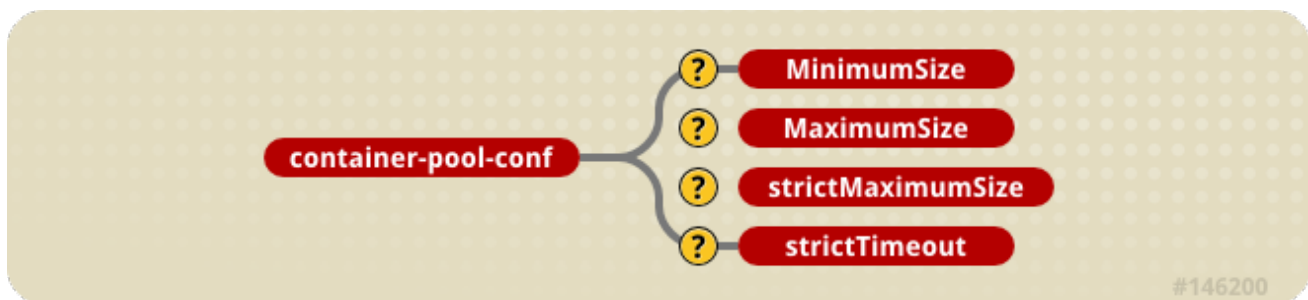 ?
MinimumSize
?
MaximumSize
container-pool-conf
?
strictMaximumSize
?
strictTimeout
#146200